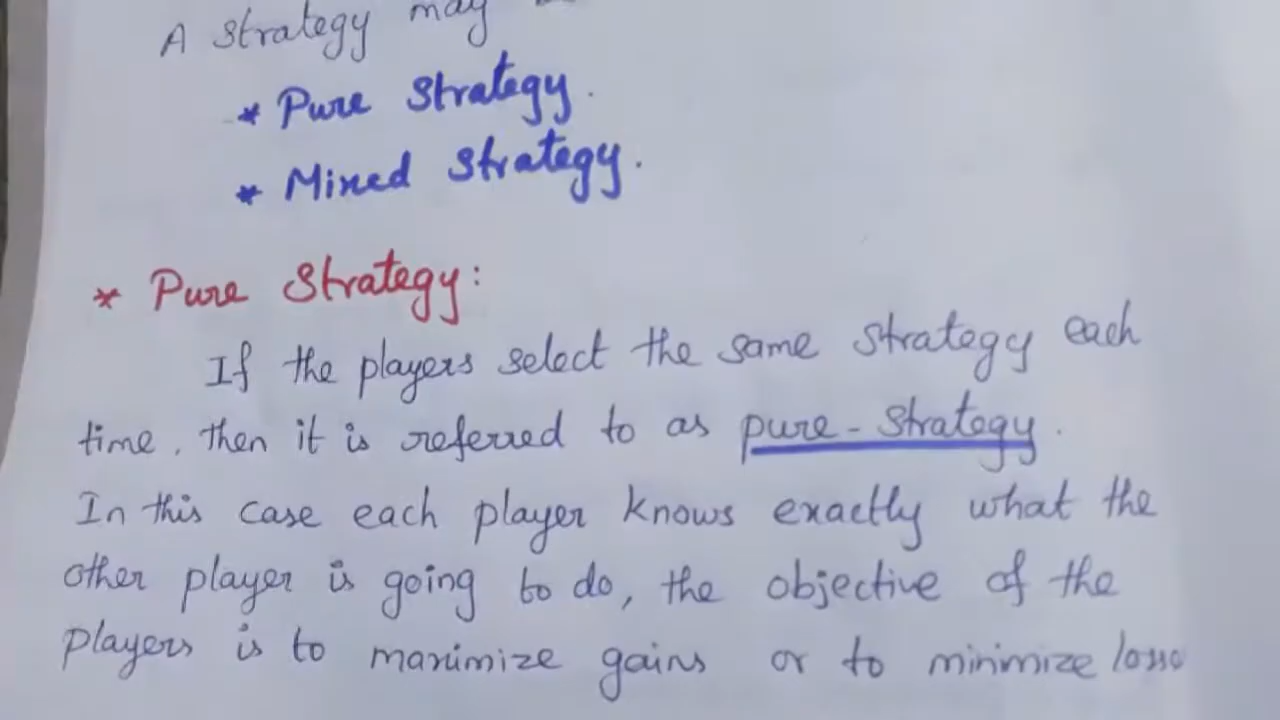 A strategy may
* Pure Strategy.
* Mixed Strategy.
* Pure Strategy:
If the players select the same strategy each
time, then it is referred to as pure-strategy.
In this case each player knows exactly what the
other player is going to do, the objective of the
players is to maximize gains or to minimize